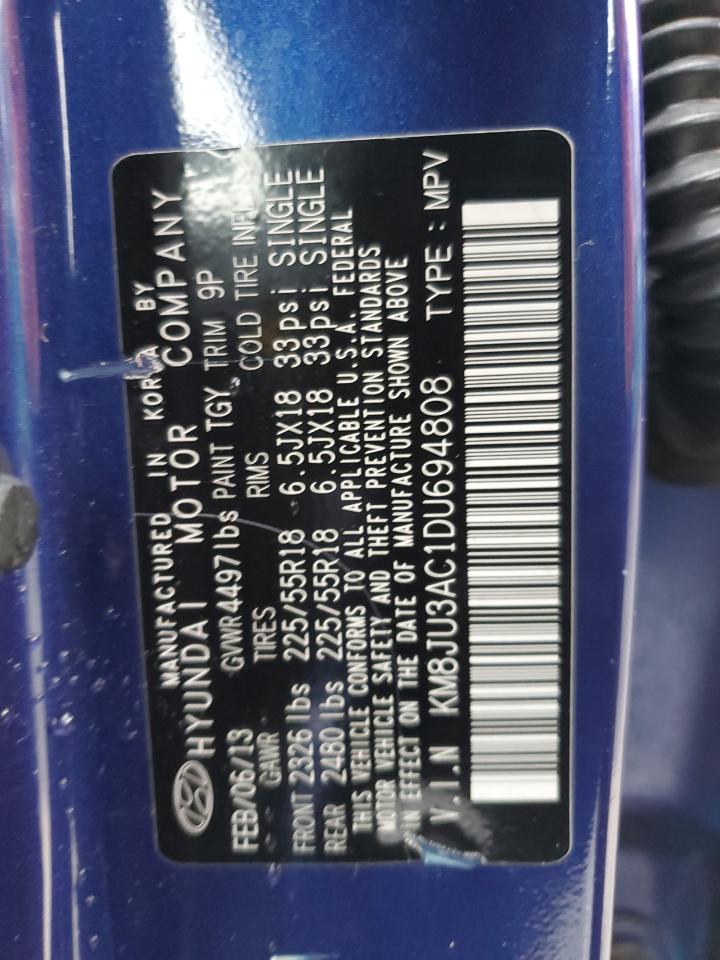 MANUFACTURED IN KOREA BY
HYUNDAI MOTOR COMPANY
FEB/06/13 GVWR 4497lbs PAINT TGY TRIM 9P
GAWR TIRES RIMS COLD TIRE
FRONT 2326 lbs 225/55R18 6.5JX18 33psi SINGLE
REAR 2480 lbs 225/55R18 6.5JX18 33psi SINGLE
THIS VEHICLE CONFORMS TO ALL APPLICABLE U.S.A. FEDERAL
MOTOR VEHICLE SAFETY AND THEFT PREVENTION STANDARDS
IN EFFECT ON THE DATE OF MANUFACTURE SHOWN ABOVE
V.I.N KM8JU3AC1DU694808 TYPE : MPV